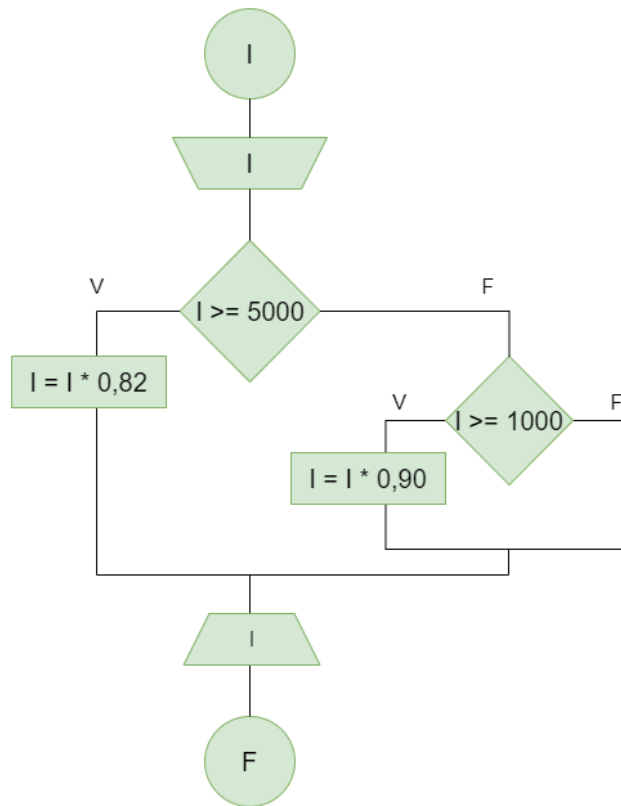 I
I
V
I >= 5000
F
I = I * 0,82
V
I >= 1000
F
I = I * 0,90
I
F